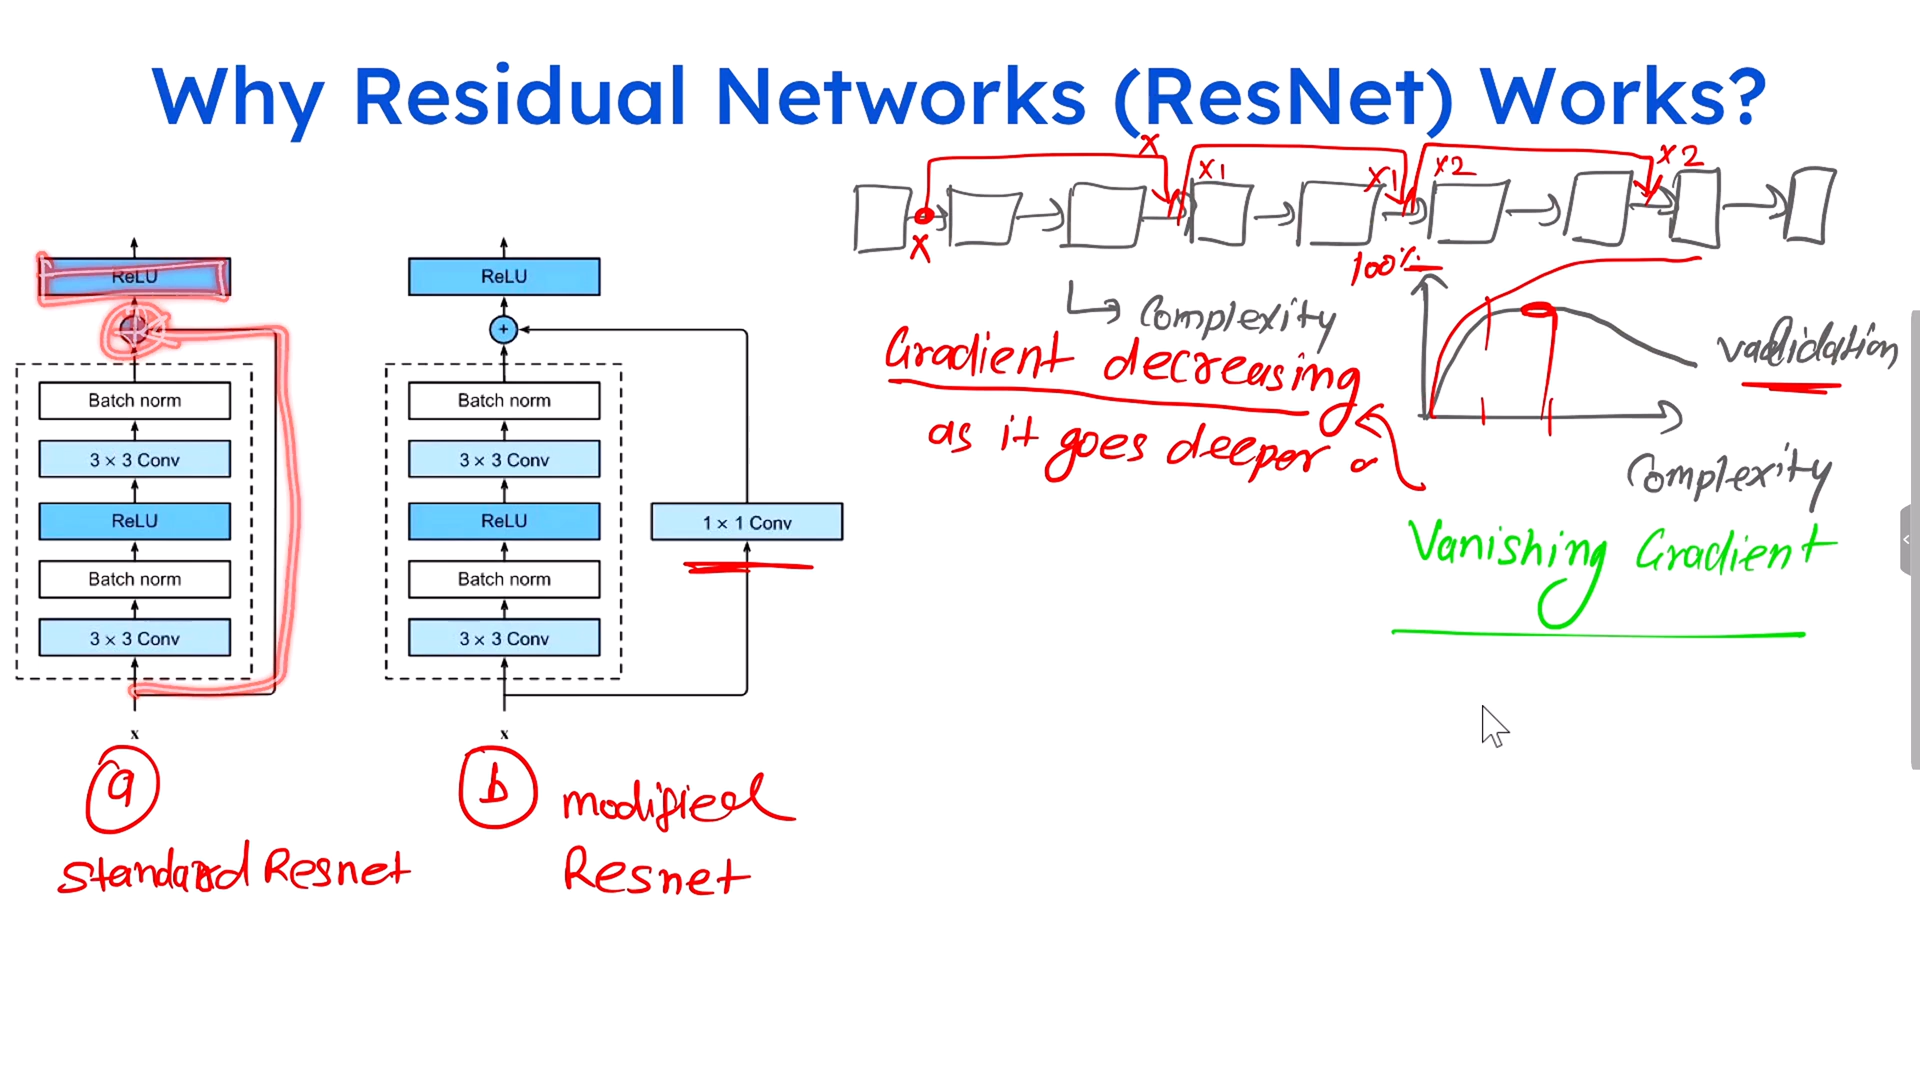 Why Residual Networks (ResNet) Works?
x
x1
x1
x2
x2
x
100%
ReLU
+
Batch norm
3 × 3 Conv
ReLU
Batch norm
3 × 3 Conv
x
a
Standard Resnet
ReLU
+
Batch norm
3 × 3 Conv
ReLU
Batch norm
3 × 3 Conv
1 × 1 Conv
x
b
modified
Resnet
Complexity
Gradient decreasing
as it goes deeper
validation
Complexity
Vanishing Gradient